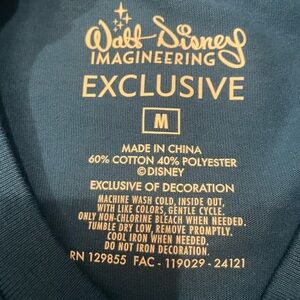 Walt Disney
IMAGINEERING
EXCLUSIVE
M
MADE IN CHINA
60% COTTON 40% POLYESTER
©DISNEY
EXCLUSIVE OF DECORATION
MACHINE WASH COLD, INSIDE OUT,
WITH LIKE COLORS, GENTLE CYCLE.
ONLY NON-CHLORINE BLEACH WHEN NEEDED.
TUMBLE DRY LOW, REMOVE PROMPTLY.
COOL IRON WHEN NEEDED.
DO NOT IRON DECORATION.
RN 129855 FAC - 119029 - 24121